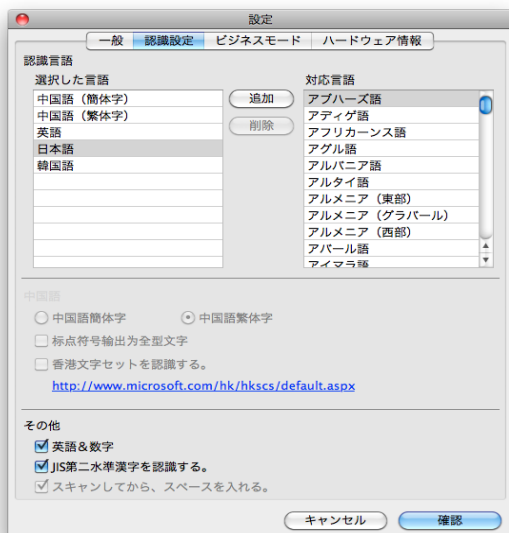 設定
一般 認識設定 ビジネスモード ハードウェア情報
認識言語
選択した言語
中国語（簡体字）
中国語（繁体字）
英語
日本語
韓国語
追加
削除
対応言語
アブハーズ語
アディゲ語
アフリカーンス語
アグル語
アルバニア語
アルタイ語
アルメニア（東部）
アルメニア（グラバール）
アルメニア（西部）
アバール語
アイマラ語
中国語
中国語簡体字 中国語繁体字
标点符号输出为全型文字
香港文字セットを認識する。
http://www.microsoft.com/hk/hkscs/default.aspx
その他
英語&数字
JIS第二水準漢字を認識する。
スキャンしてから、スペースを入れる。
キャンセル 確認